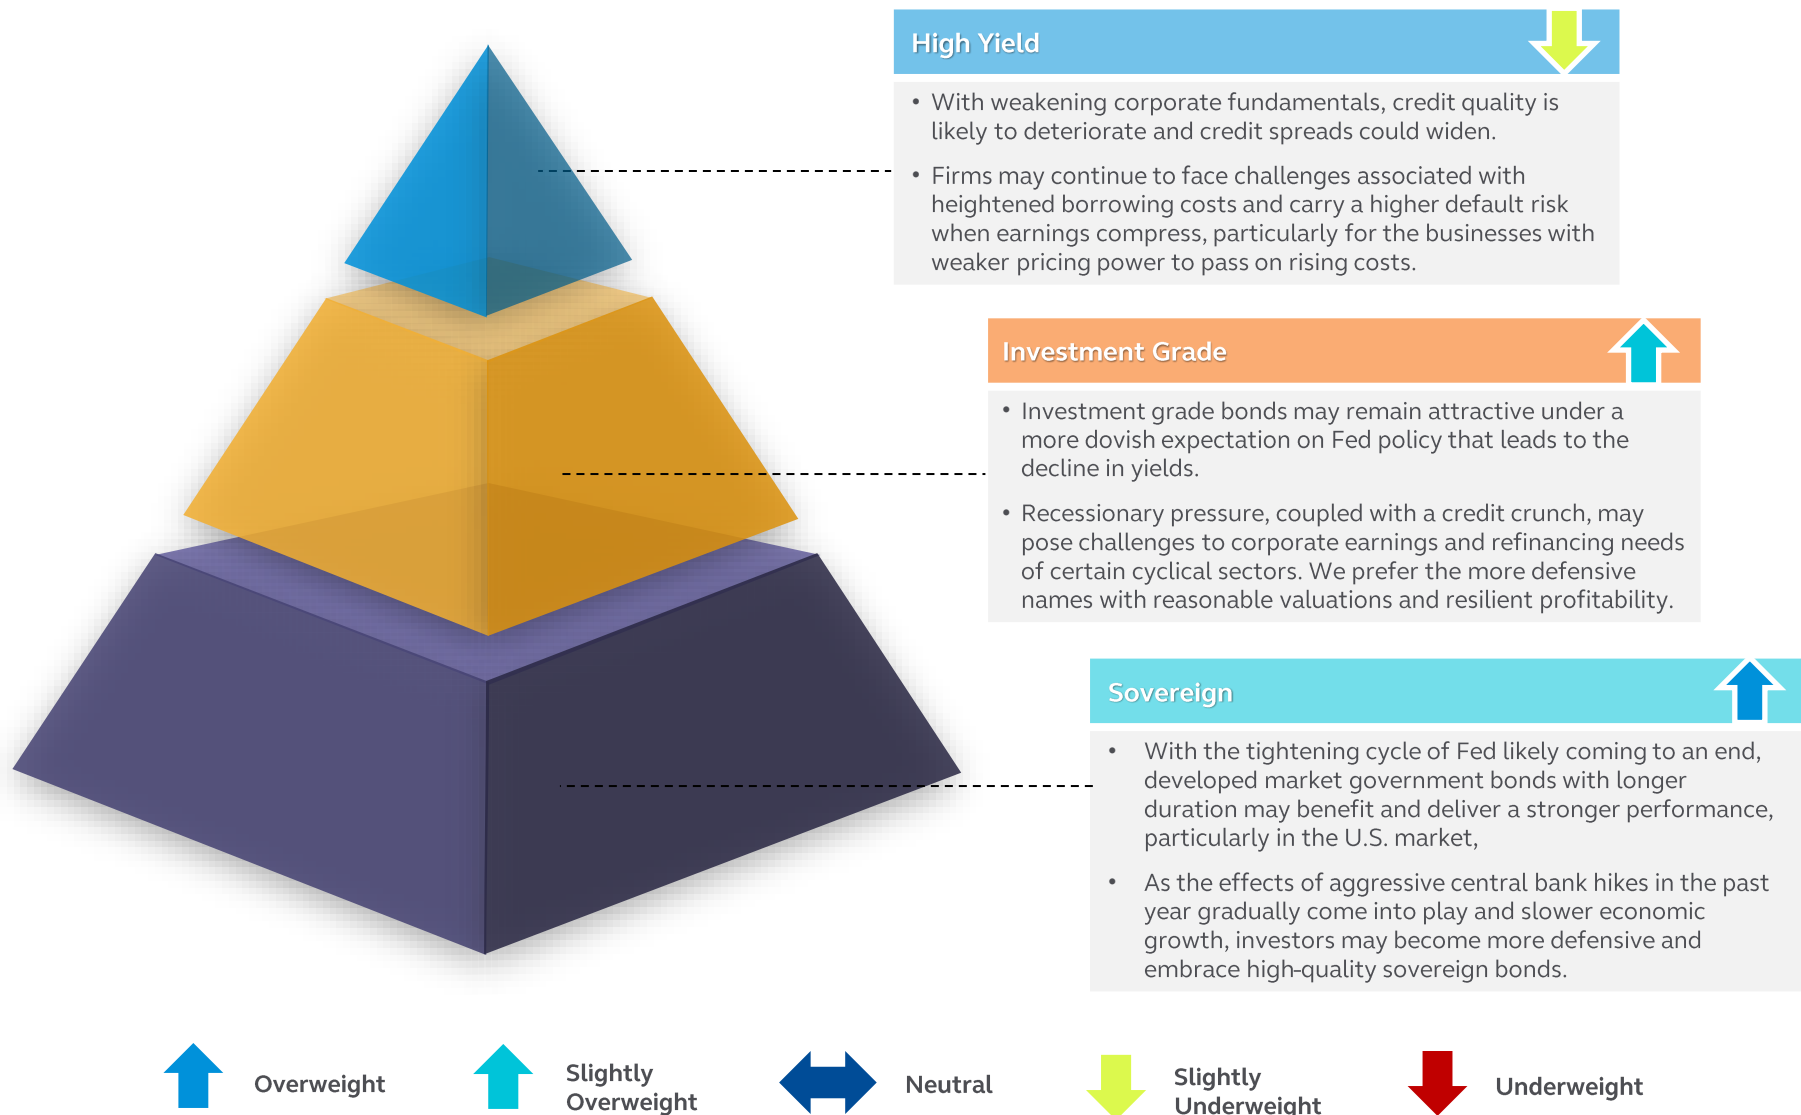 High Yield
• With weakening corporate fundamentals, credit quality is
likely to deteriorate and credit spreads could widen.
• Firms may continue to face challenges associated with
heightened borrowing costs and carry a higher default risk
when earnings compress, particularly for the businesses with
weaker pricing power to pass on rising costs.
Investment Grade
• Investment grade bonds may remain attractive under a
more dovish expectation on Fed policy that leads to the
decline in yields.
• Recessionary pressure, coupled with a credit crunch, may
pose challenges to corporate earnings and refinancing needs
of certain cyclical sectors. We prefer the more defensive
names with reasonable valuations and resilient profitability.
Sovereign
• With the tightening cycle of Fed likely coming to an end,
developed market government bonds with longer
duration may benefit and deliver a stronger performance,
particularly in the U.S. market,
• As the effects of aggressive central bank hikes in the past
year gradually come into play and slower economic
growth, investors may become more defensive and
embrace high-quality sovereign bonds.
Overweight
Slightly
Overweight
Neutral
Slightly
Underweight
Underweight